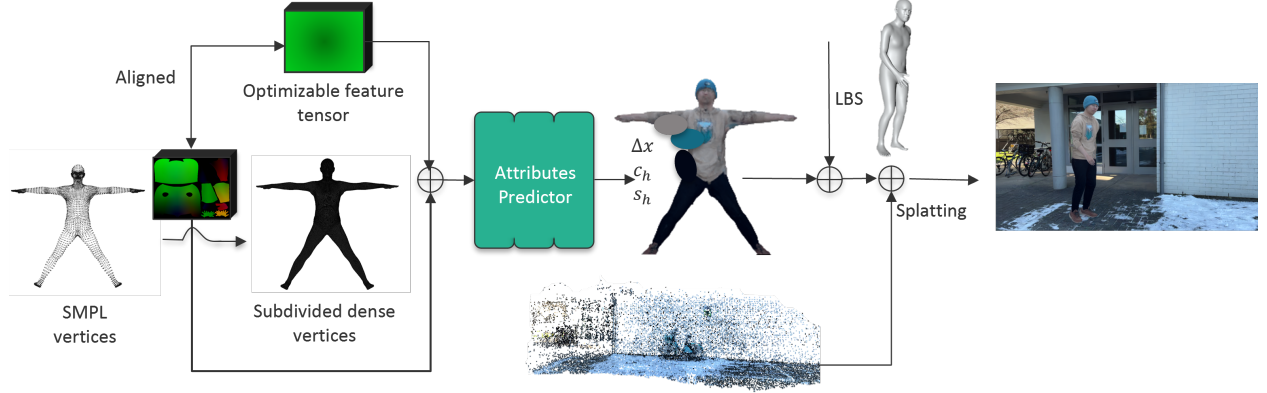 Aligned
Optimizable feature
tensor
SMPL
vertices
Subdivided dense
vertices
Attributes
Predictor
Δx
c_h
s_h
LBS
Splatting